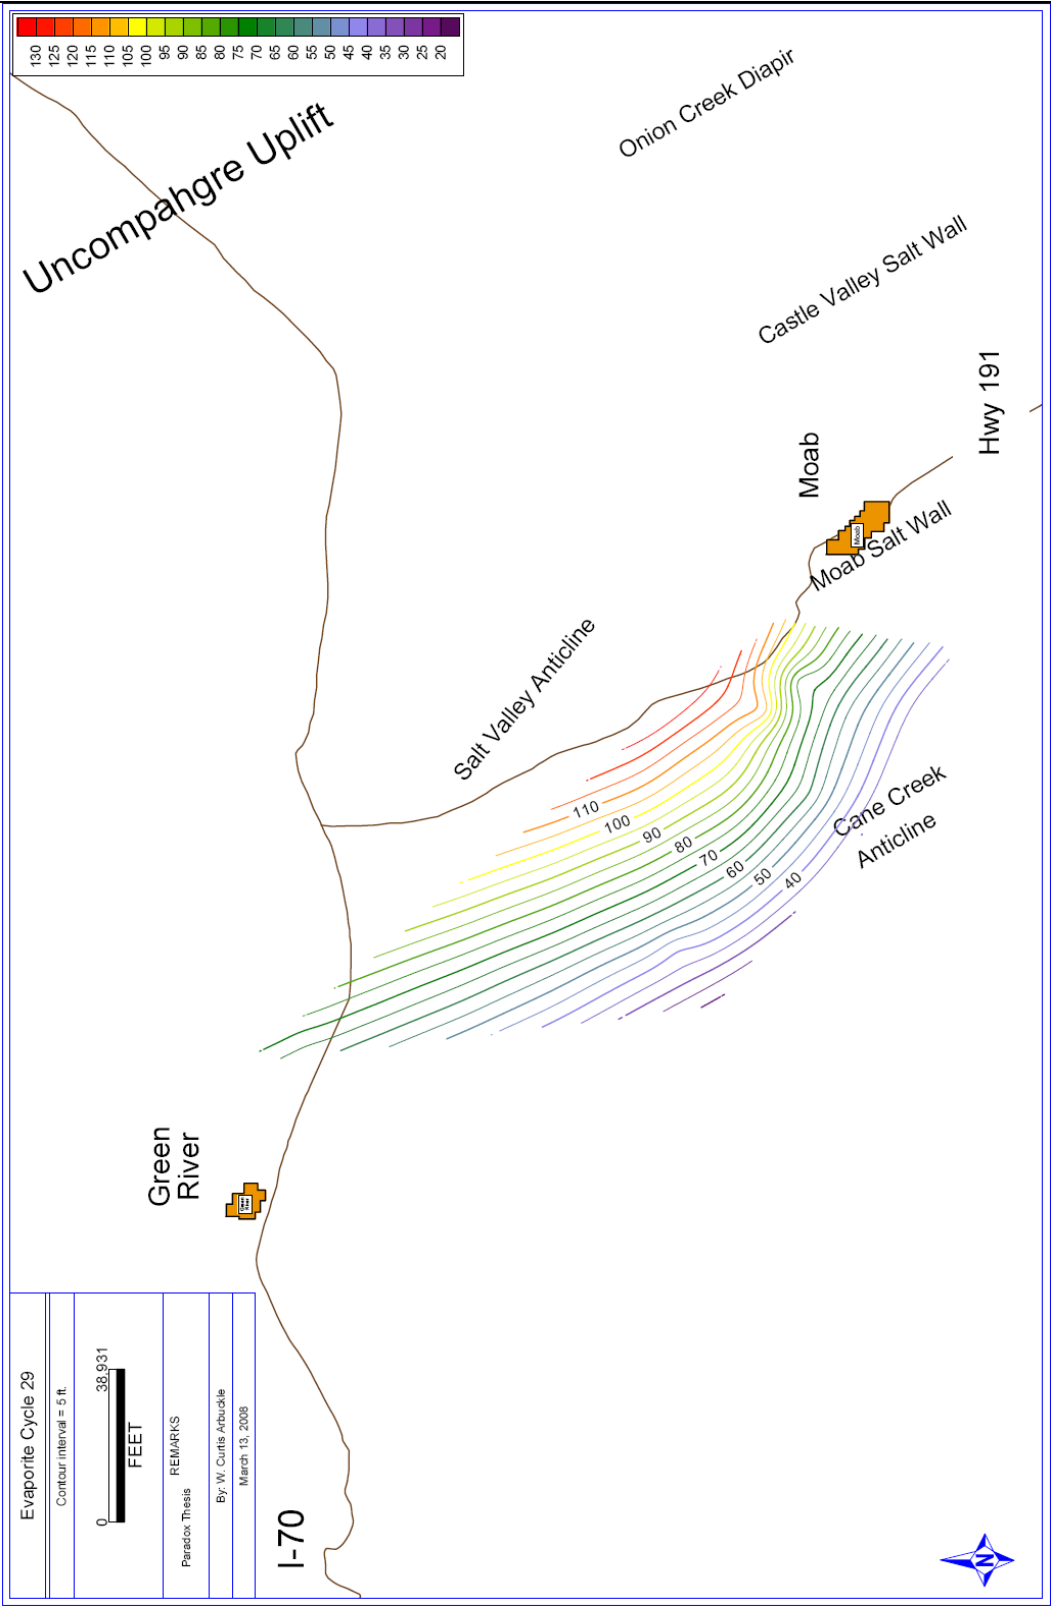 130 125 120 115 110 105 100 95 90 85 80 75 70 65 60 55 50 45 40 35 30 25 20
Uncompahgre Uplift
Onion Creek Diapir
Castle Valley Salt Wall
Hwy 191
Moab
Moab
Moab Salt Wall
Salt Valley Anticline
110
100
90
80
70
60
50
40
Cane Creek
Anticline
Green
River
Green
River
Evaporite Cycle 29
Contour interval = 5 ft.
0 38,931
FEET
REMARKS
Paradox Thesis
By: W. Curtis Arbuckle
March 13, 2008
I-70
N